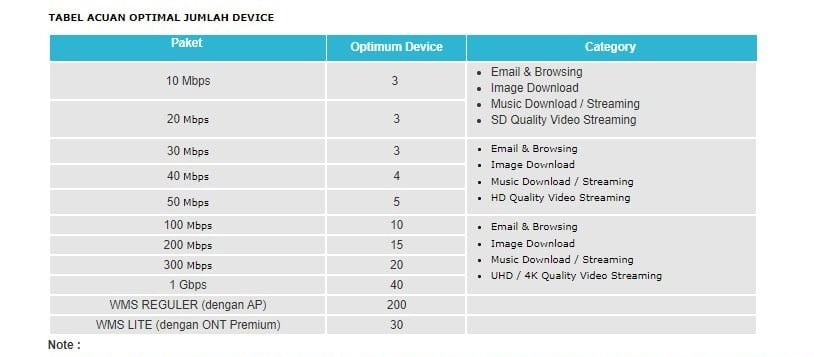 TABEL ACUAN OPTIMAL JUMLAH DEVICE
Paket Optimum Device Category
10 Mbps 3
• Email & Browsing
• Image Download
• Music Download / Streaming
• SD Quality Video Streaming
20 Mbps 3
30 Mbps 3
• Email & Browsing
• Image Download
• Music Download / Streaming
• HD Quality Video Streaming
40 Mbps 4
50 Mbps 5
100 Mbps 10
• Email & Browsing
• Image Download
• Music Download / Streaming
• UHD / 4K Quality Video Streaming
200 Mbps 15
300 Mbps 20
1 Gbps 40
WMS REGULER (dengan AP) 200
WMS LITE (dengan ONT Premium) 30
Note :